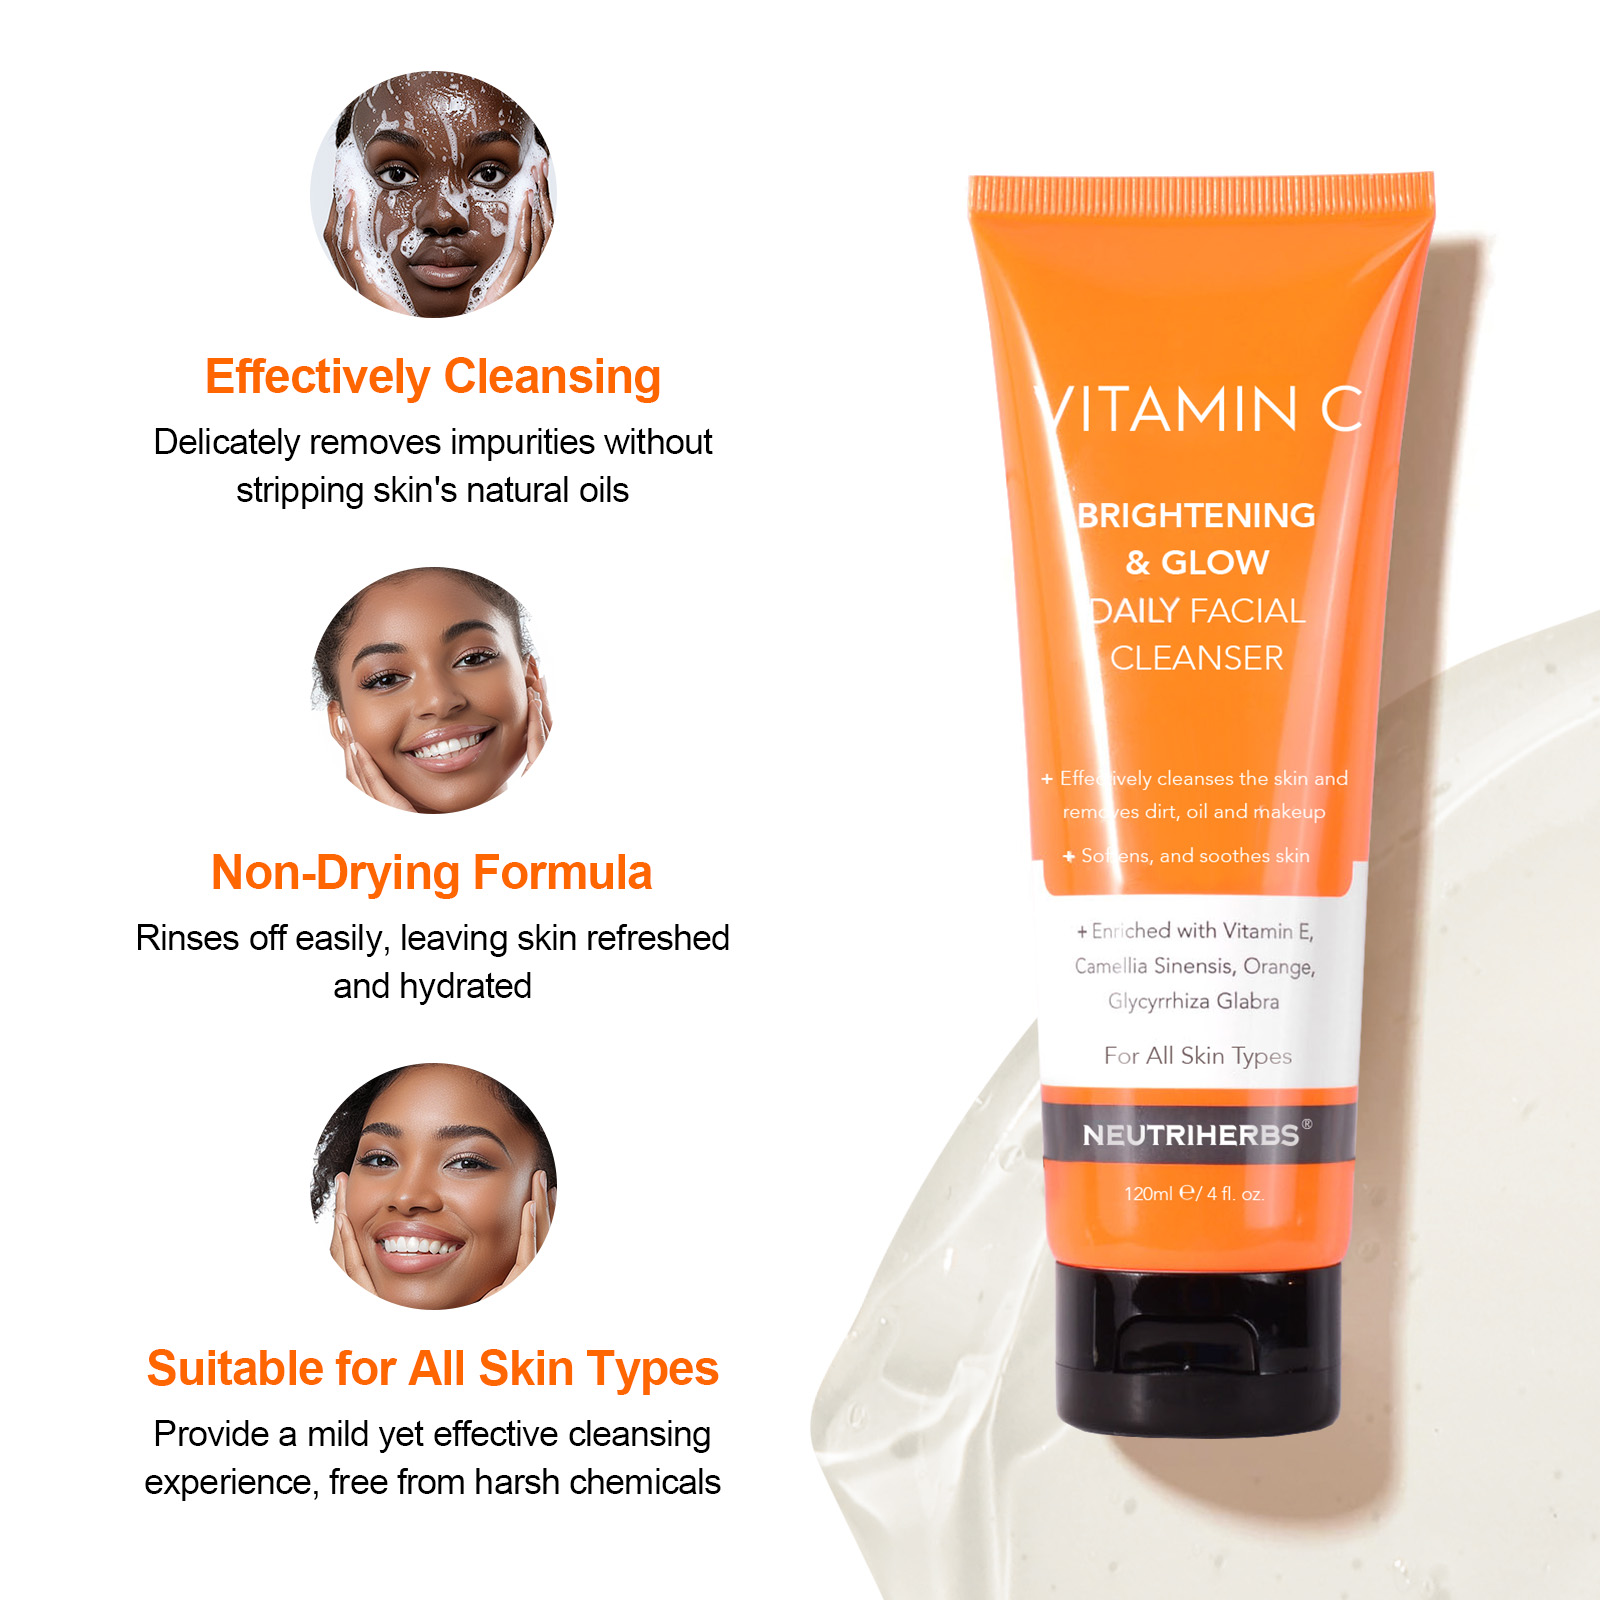 Effectively Cleansing
Delicately removes impurities without
stripping skin's natural oils
Non-Drying Formula
Rinses off easily, leaving skin refreshed
and hydrated
Suitable for All Skin Types
Provide a mild yet effective cleansing
experience, free from harsh chemicals
VITAMIN C
BRIGHTENING
& GLOW
DAILY FACIAL
CLEANSER
+ Effectively cleanses the skin and
removes dirt, oil and makeup
+ Softens, and soothes skin
+ Enriched with Vitamin E,
Camellia Sinensis, Orange,
Glycyrrhiza Glabra
For All Skin Types
NEUTRIHERBS®
120ml ℮/ 4 fl. oz.